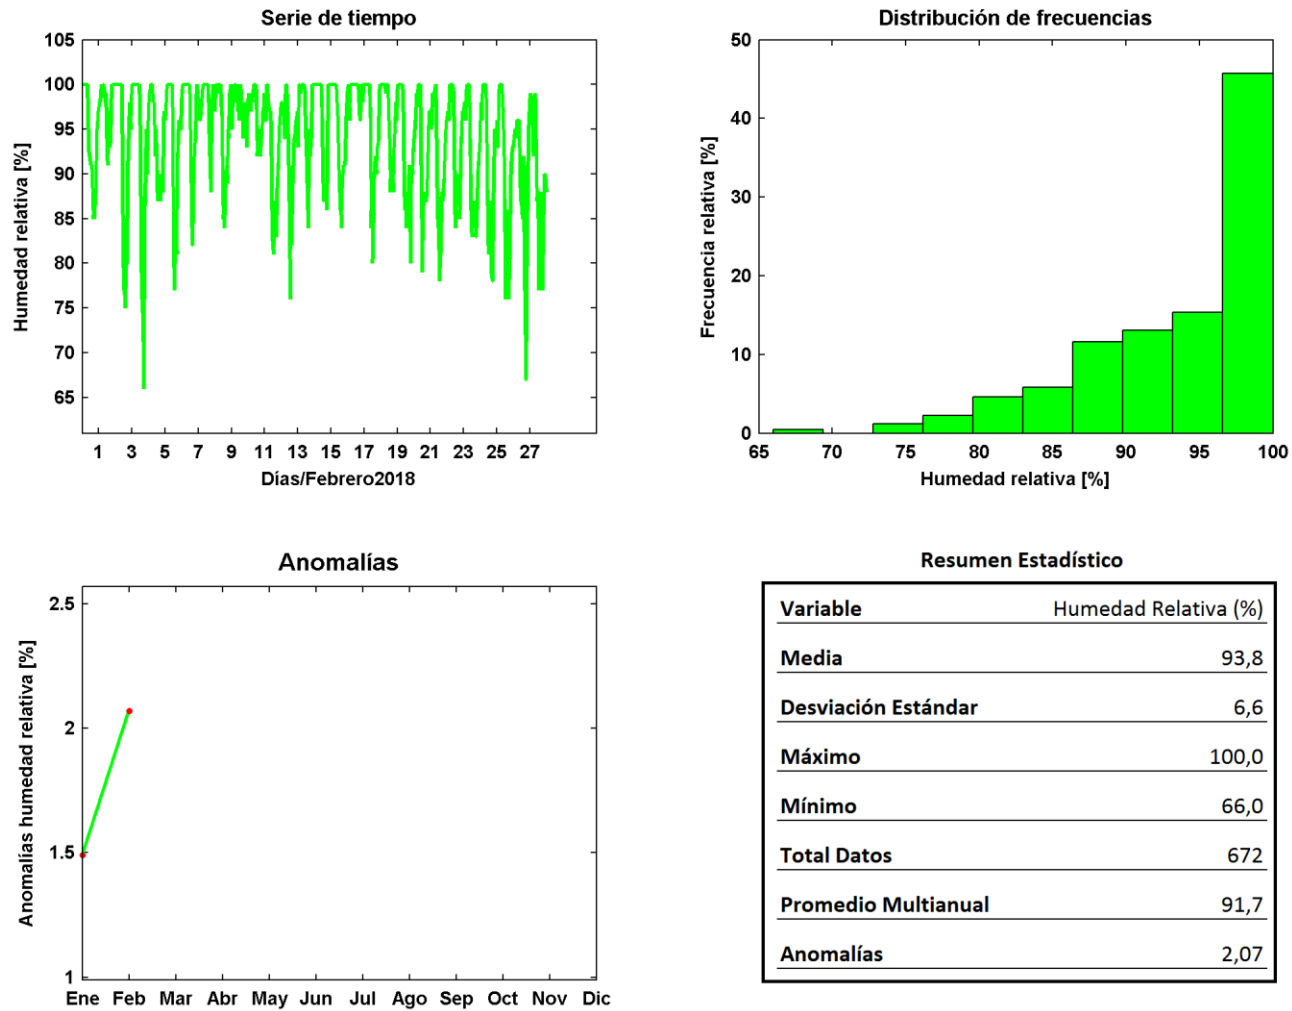 Serie de tiempo
Humedad relativa [%]
105
100
95
90
85
80
75
70
65
1 3 5 7 9 11 13 15 17 19 21 23 25 27
Días/Febrero2018
Distribución de frecuencias
Frecuencia relativa [%]
50
40
30
20
10
0
65 70 75 80 85 90 95 100
Humedad relativa [%]
Anomalías
Anomalias humedad relativa [%]
2.5
2
1.5
1
Ene Feb Mar Abr May Jun Jul Ago Sep Oct Nov Dic
Resumen Estadístico
Variable Humedad Relativa (%)
Media 93,8
Desviación Estándar 6,6
Máximo 100,0
Mínimo 66,0
Total Datos 672
Promedio Multianual 91,7
Anomalías 2,07